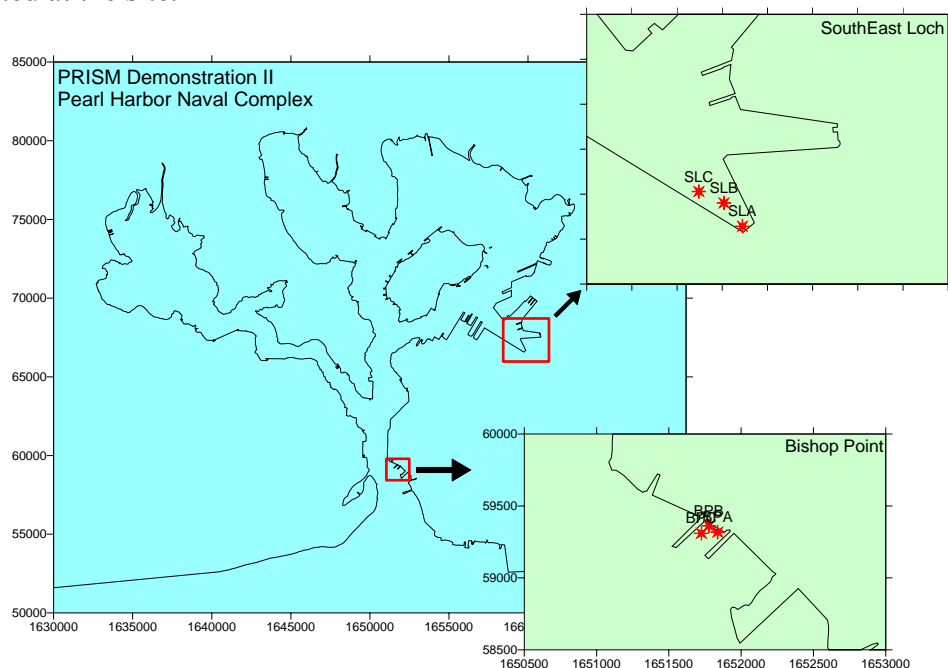 SouthEast Loch
SLC
SLB
SLA
PRISM Demonstration II
Pearl Harbor Naval Complex
85000
80000
75000
70000
65000
60000
55000
50000
1630000 1635000 1640000 1645000 1650000 1655000
Bishop Point
BPB
60000
59500
59000
58500
1650500 1651000 1651500 1652000 1652500 1653000